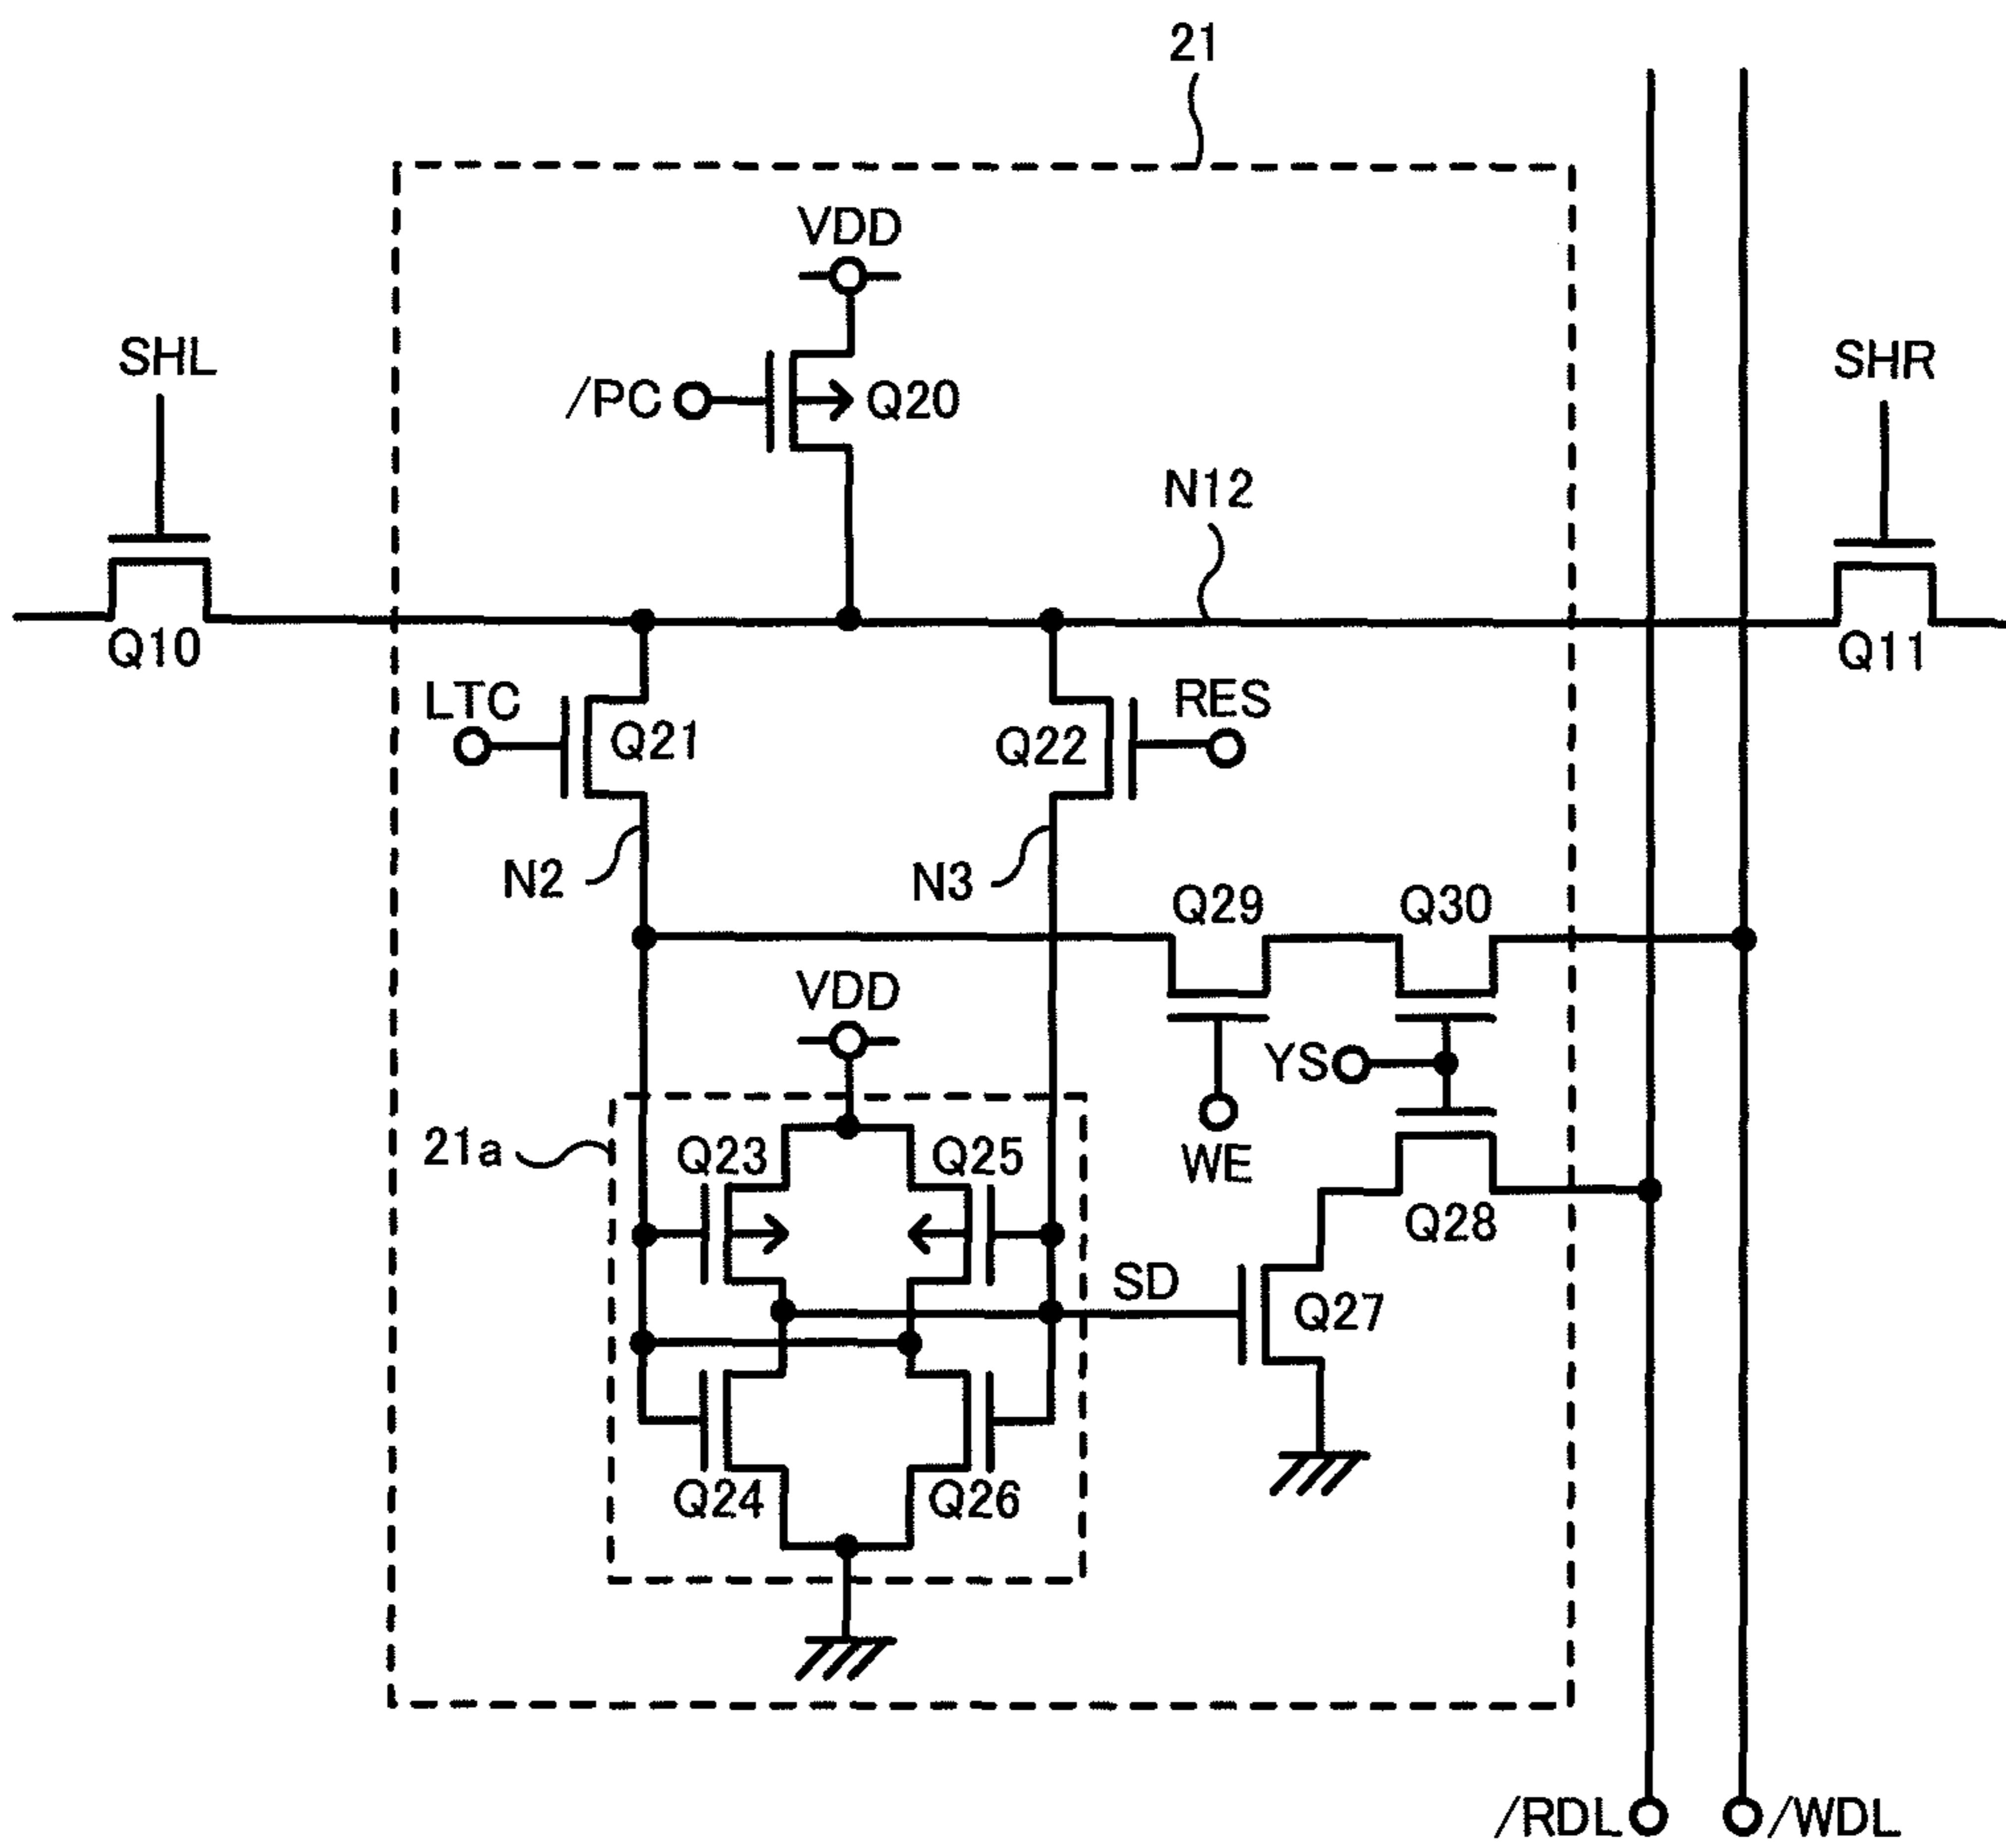 21
VDD
SHL
SHR
/PC
Q20
N12
Q10
Q11
LTC
Q21
Q22
RES
N2
N3
Q29
Q30
VDD
YS
21a
Q23
Q25
WE
Q28
SD
Q27
Q24
Q26
/RDL
/WDL